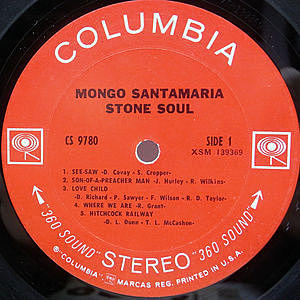 COLUMBIA
MONGO SANTAMARIA
STONE SOUL
CS 9780
SIDE 1
XSM 139369
1. SEE-SAW -D. Covay - S. Cropper-
2. SON-OF-A-PREACHER MAN -J. Hurley - R. Wilkins-
3. LOVE CHILD
-D. Richard - P. Sawyer - F. Wilson - R. D. Taylor-
4. WHERE WE ARE -R. Grant-
5. HITCHCOCK RAILWAY
-D. L. Dunn - T. L. McCashon-
"360 SOUND" STEREO "360 SOUND"
® "COLUMBIA" MARCAS REG. PRINTED IN U.S.A.